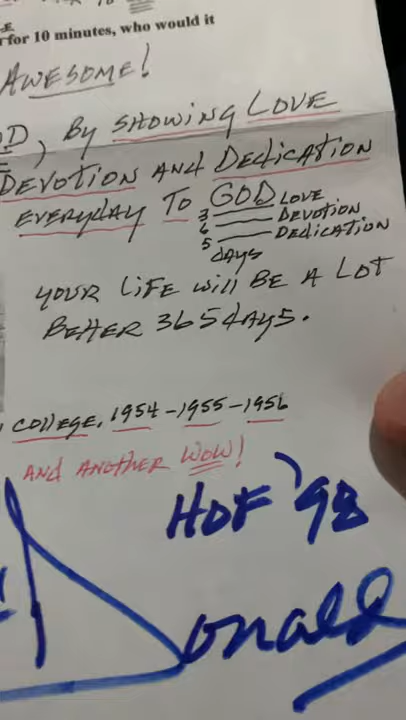 for 10 minutes, who would it
AWESOME!
D), By SHOWING LOVE
DEVOTION AND DEDICATION
EVERYDAY TO GOD
3 LOVE
6 DEVOTION
5 DEDICATION
days
YOUR LIFE will BE A LOT
BETTER 365 dAYS.
COLLEGE, 1954-1955-1956
AND ANOTHER WOW!
HOF '98
Donald